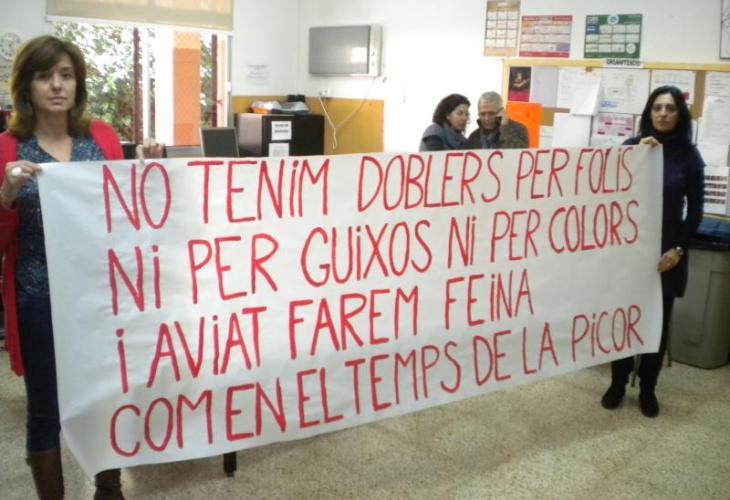 ORGANITZACIÓ
NO TENIM DOBLERS PER FOLIS
NI PER GUIXOS NI PER COLORS
I AVIAT FAREM FEINA
COM EN EL TEMPS DE LA PICOR